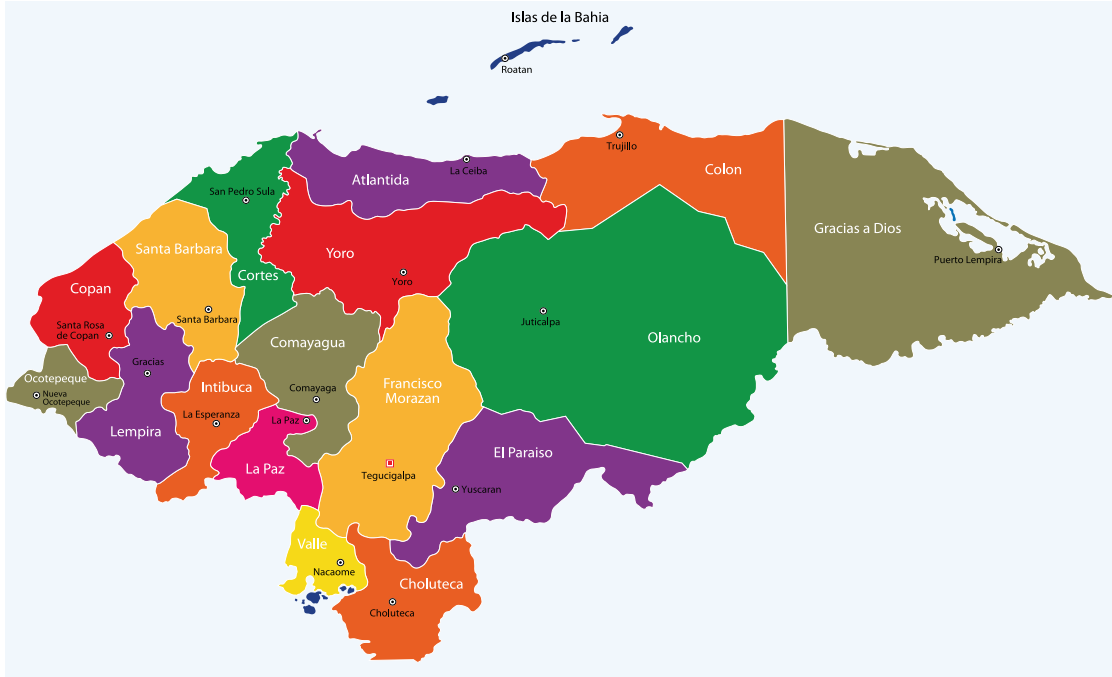 Islas de la Bahia
Roatan
Trujillo
La Ceiba
Colon
Atlantida
San Pedro Sula
Gracias a Dios
Santa Barbara
Yoro
Puerto Lempira
Cortes
Yoro
Copan
Santa Barbara
Juticalpa
Santa Rosa
de Copan
Olancho
Comayagua
Gracias
Ocotepeque
Intibuca
Francisco
Morazan
Nueva
Ocotepeque
Comayaga
La Esperanza
La Paz
Lempira
El Paraiso
La Paz
Tegucigalpa
Yuscaran
Valle
Nacaome
Choluteca
Choluteca